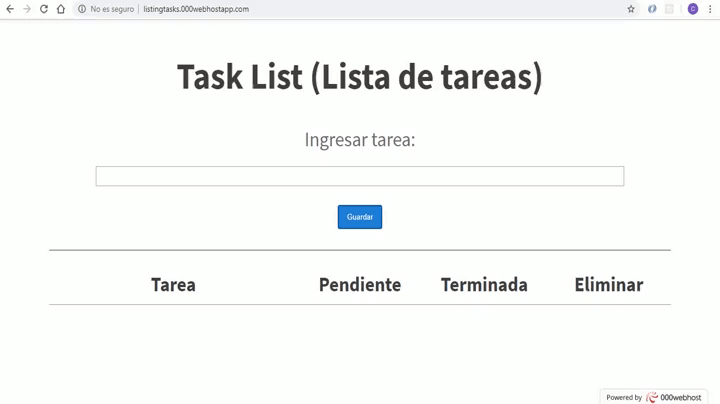 No es seguro | listingtasks.000webhostapp.com
C
Task List (Lista de tareas)
Ingresar tarea:
Guardar
Tarea Pendiente Terminada Eliminar
Powered by 000webhost